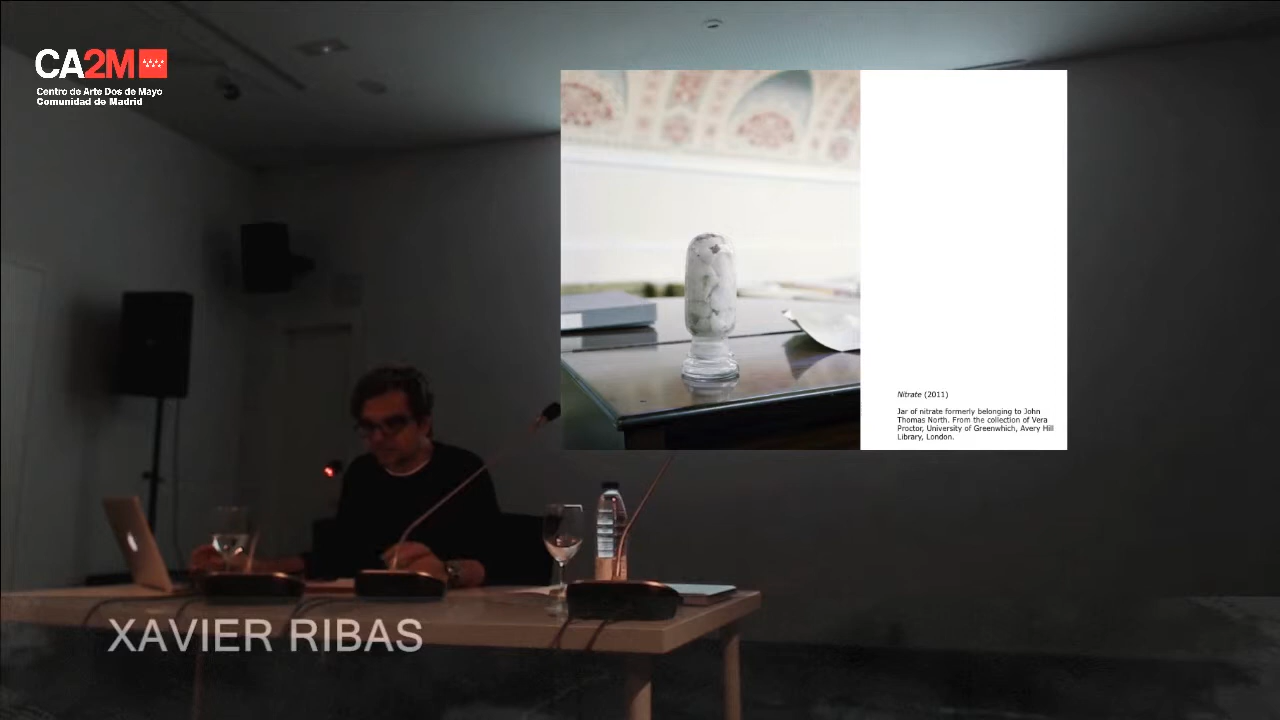 CA2M
Centro de Arte Dos de Mayo
Comunidad de Madrid
Nitrate (2011)
Jar of nitrate formerly belonging to John
Thomas North. From the collection of Vera
Proctor, University of Greenwhich, Avery Hill
Library, London.
XAVIER RIBAS